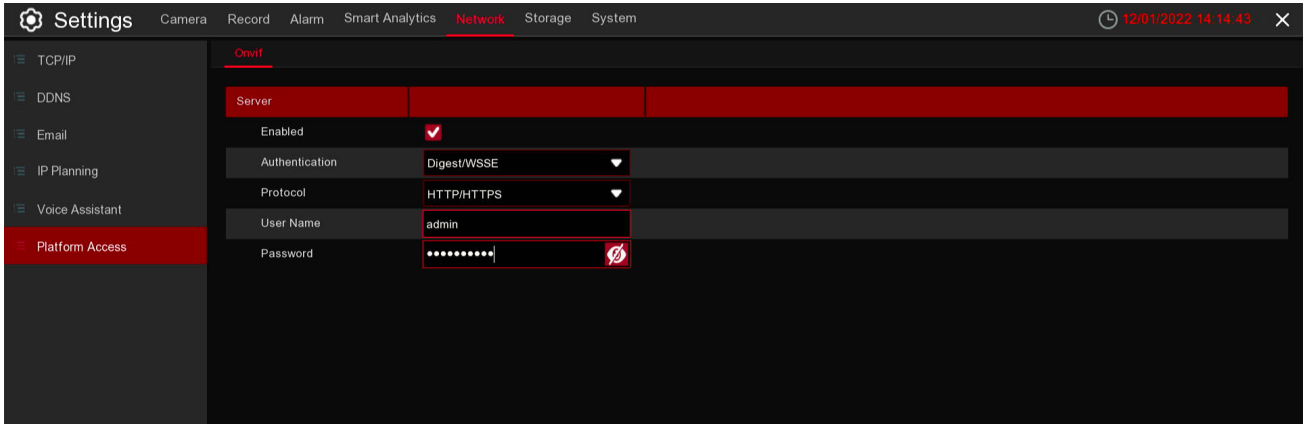 Settings Camera Record Alarm Smart Analytics Network Storage System 12/01/2022 14:14:43
TCP/IP
DDNS
Email
IP Planning
Voice Assistant
Platform Access
Onvif
Server
Enabled
Authentication Digest/WSSE
Protocol HTTP/HTTPS
User Name admin
Password ••••••••••